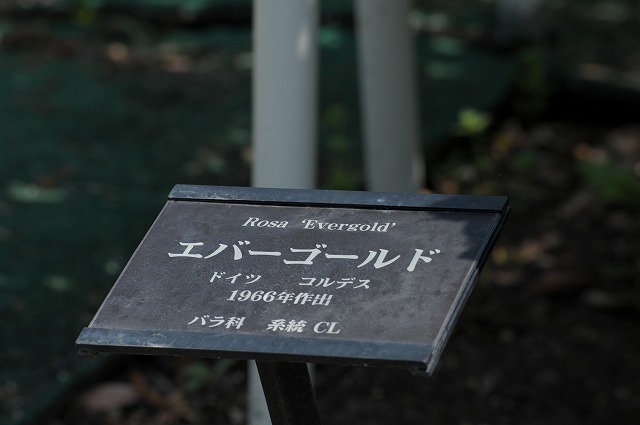 Rosa ‘Evergold’
エバーゴールド
ドイツ コルデス
1966年作出
バラ科 系統 CL